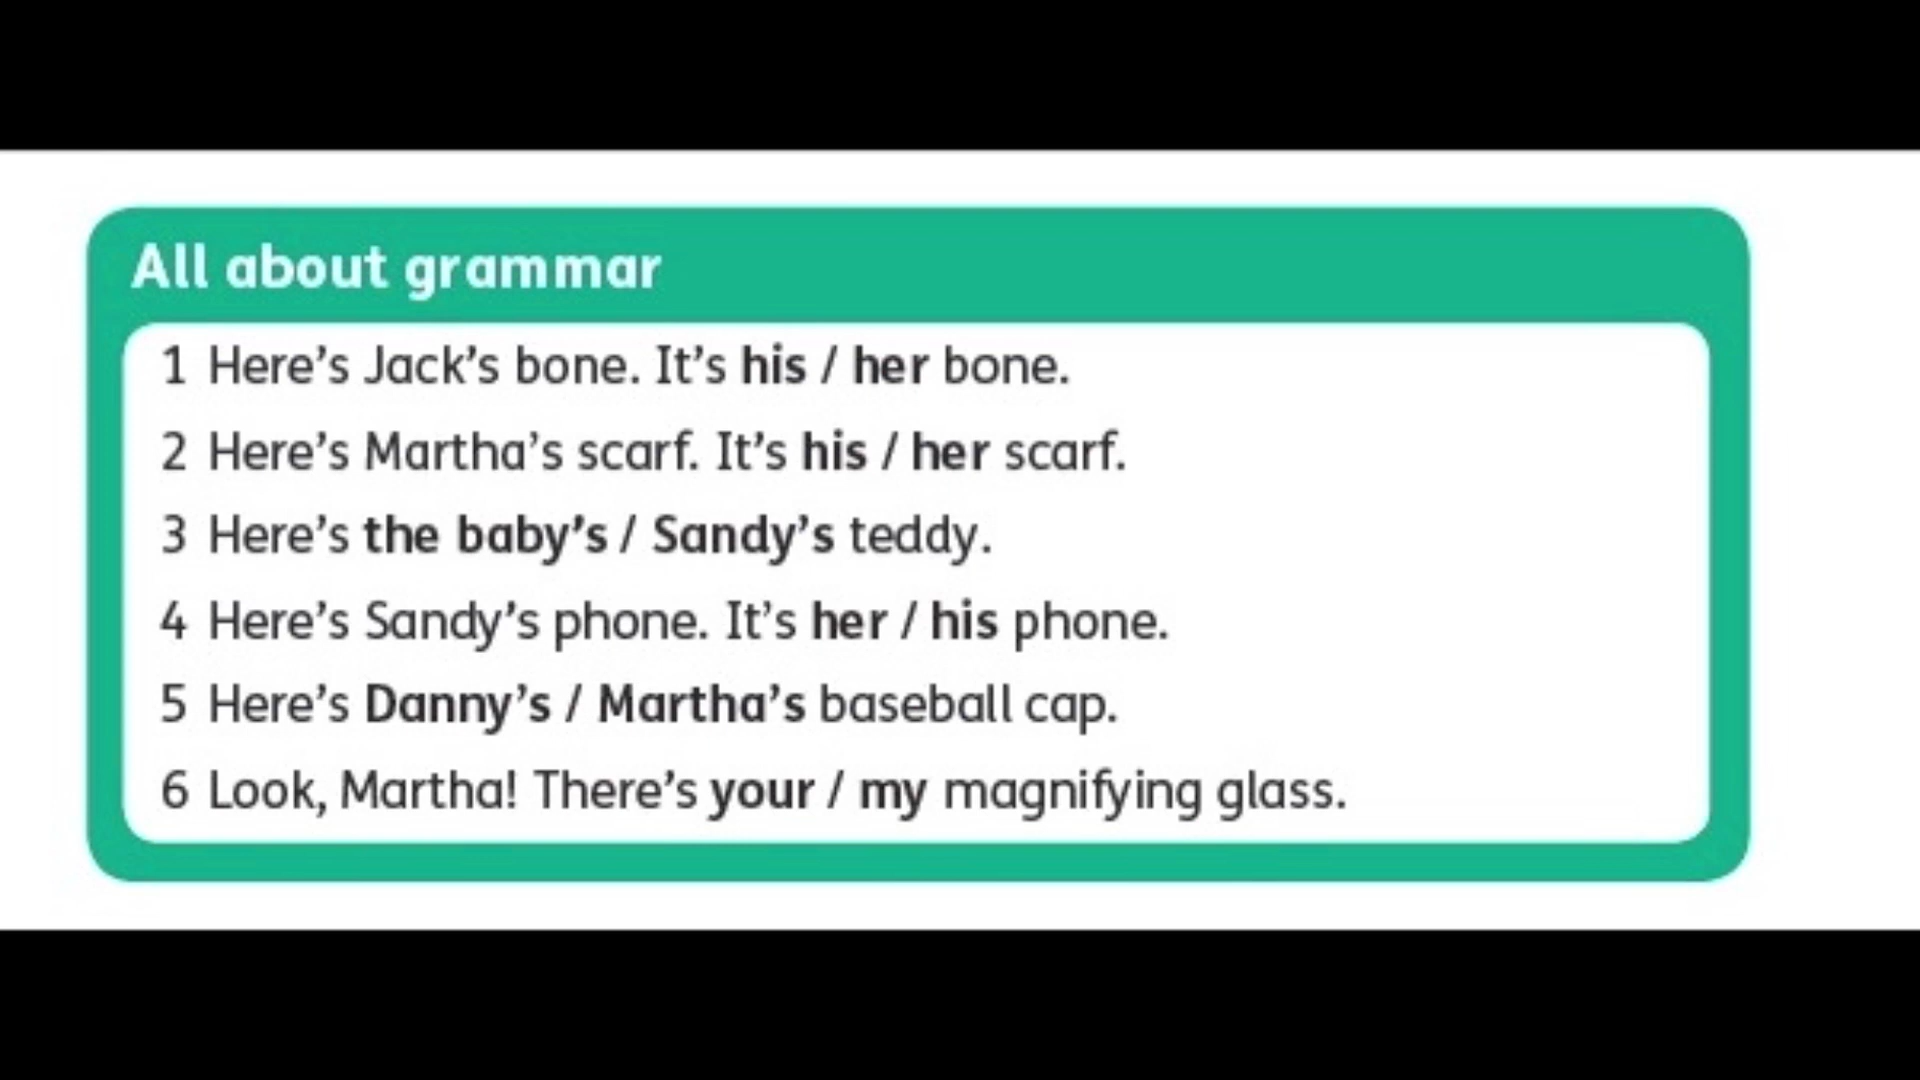 All about grammar
1 Here’s Jack’s bone. It’s his / her bone.
2 Here’s Martha’s scarf. It’s his / her scarf.
3 Here’s the baby’s / Sandy’s teddy.
4 Here’s Sandy’s phone. It’s her / his phone.
5 Here’s Danny’s / Martha’s baseball cap.
6 Look, Martha! There’s your / my magnifying glass.